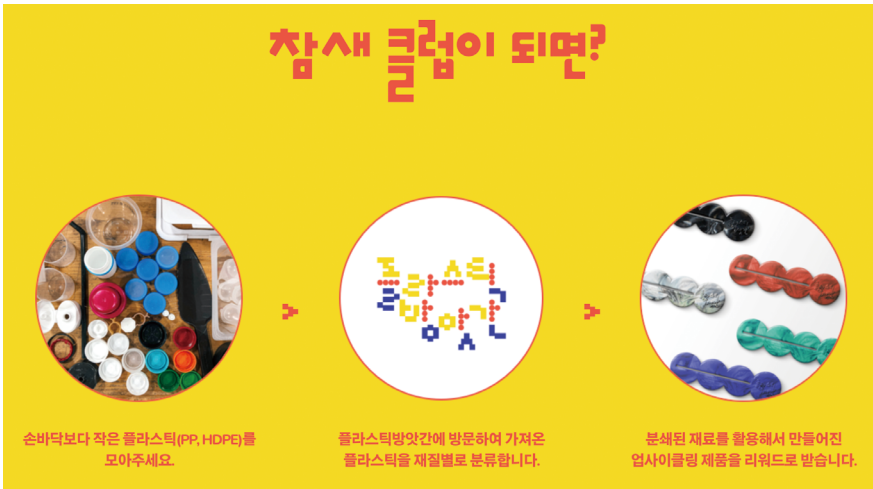 참새 클럽이 되면?
>
>
플라스틱
방앗간
손바닥보다 작은 플라스틱(PP, HDPE)를
모아주세요.
플라스틱방앗간에 방문하여 가져온
플라스틱을 재질별로 분류합니다.
분쇄된 재료를 활용해서 만들어진
업사이클링 제품을 리워드로 받습니다.